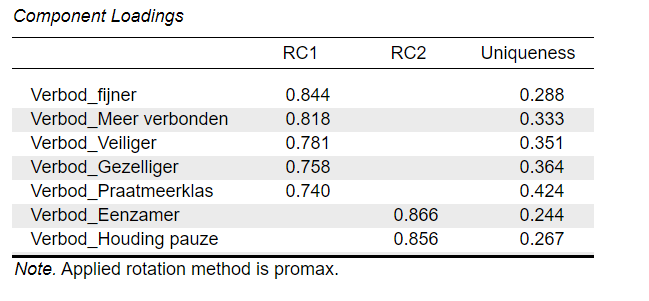 Component Loadings
RC1 RC2 Uniqueness
Verbod_fijner 0.844 0.288
Verbod_Meer verbonden 0.818 0.333
Verbod_Veiliger 0.781 0.351
Verbod_Gezelliger 0.758 0.364
Verbod_Praatmeerklas 0.740 0.424
Verbod_Eenzamer 0.866 0.244
Verbod_Houding pauze 0.856 0.267
Note. Applied rotation method is promax.